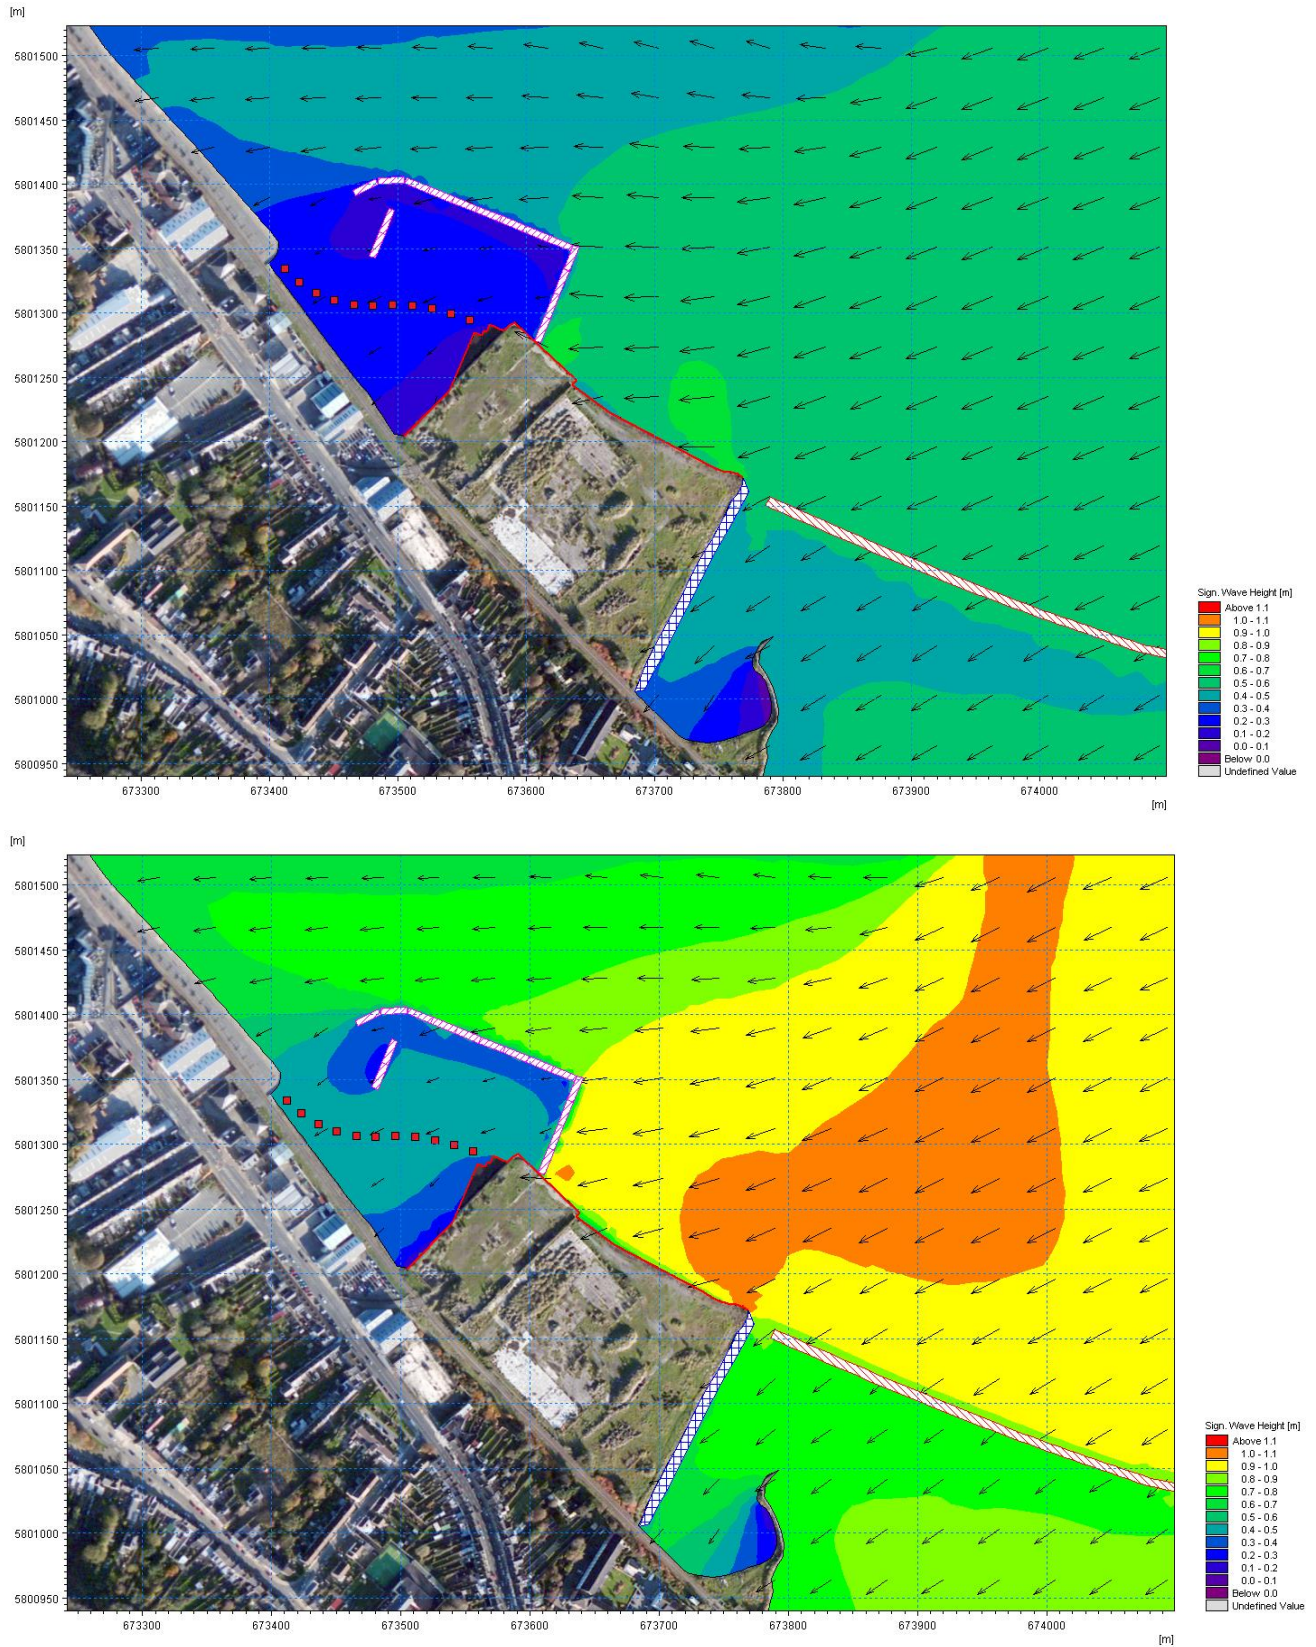 [m]
5801500
5801450
5801400
5801350
5801300
5801250
5801200
5801150
5801100
5801050
5801000
5800950
673300 673400 673500 673600 673700 673800 673900 674000
[m]
Sign. Wave Height [m]
Above 1.1
1.0 - 1.1
0.9 - 1.0
0.8 - 0.9
0.7 - 0.8
0.6 - 0.7
0.5 - 0.6
0.4 - 0.5
0.3 - 0.4
0.2 - 0.3
0.1 - 0.2
0.0 - 0.1
Below 0.0
Undefined Value
[m]
5801500
5801450
5801400
5801350
5801300
5801250
5801200
5801150
5801100
5801050
5801000
5800950
673300 673400 673500 673600 673700 673800 673900 674000
[m]
Sign. Wave Height [m]
Above 1.1
1.0 - 1.1
0.9 - 1.0
0.8 - 0.9
0.7 - 0.8
0.6 - 0.7
0.5 - 0.6
0.4 - 0.5
0.3 - 0.4
0.2 - 0.3
0.1 - 0.2
0.0 - 0.1
Below 0.0
Undefined Value